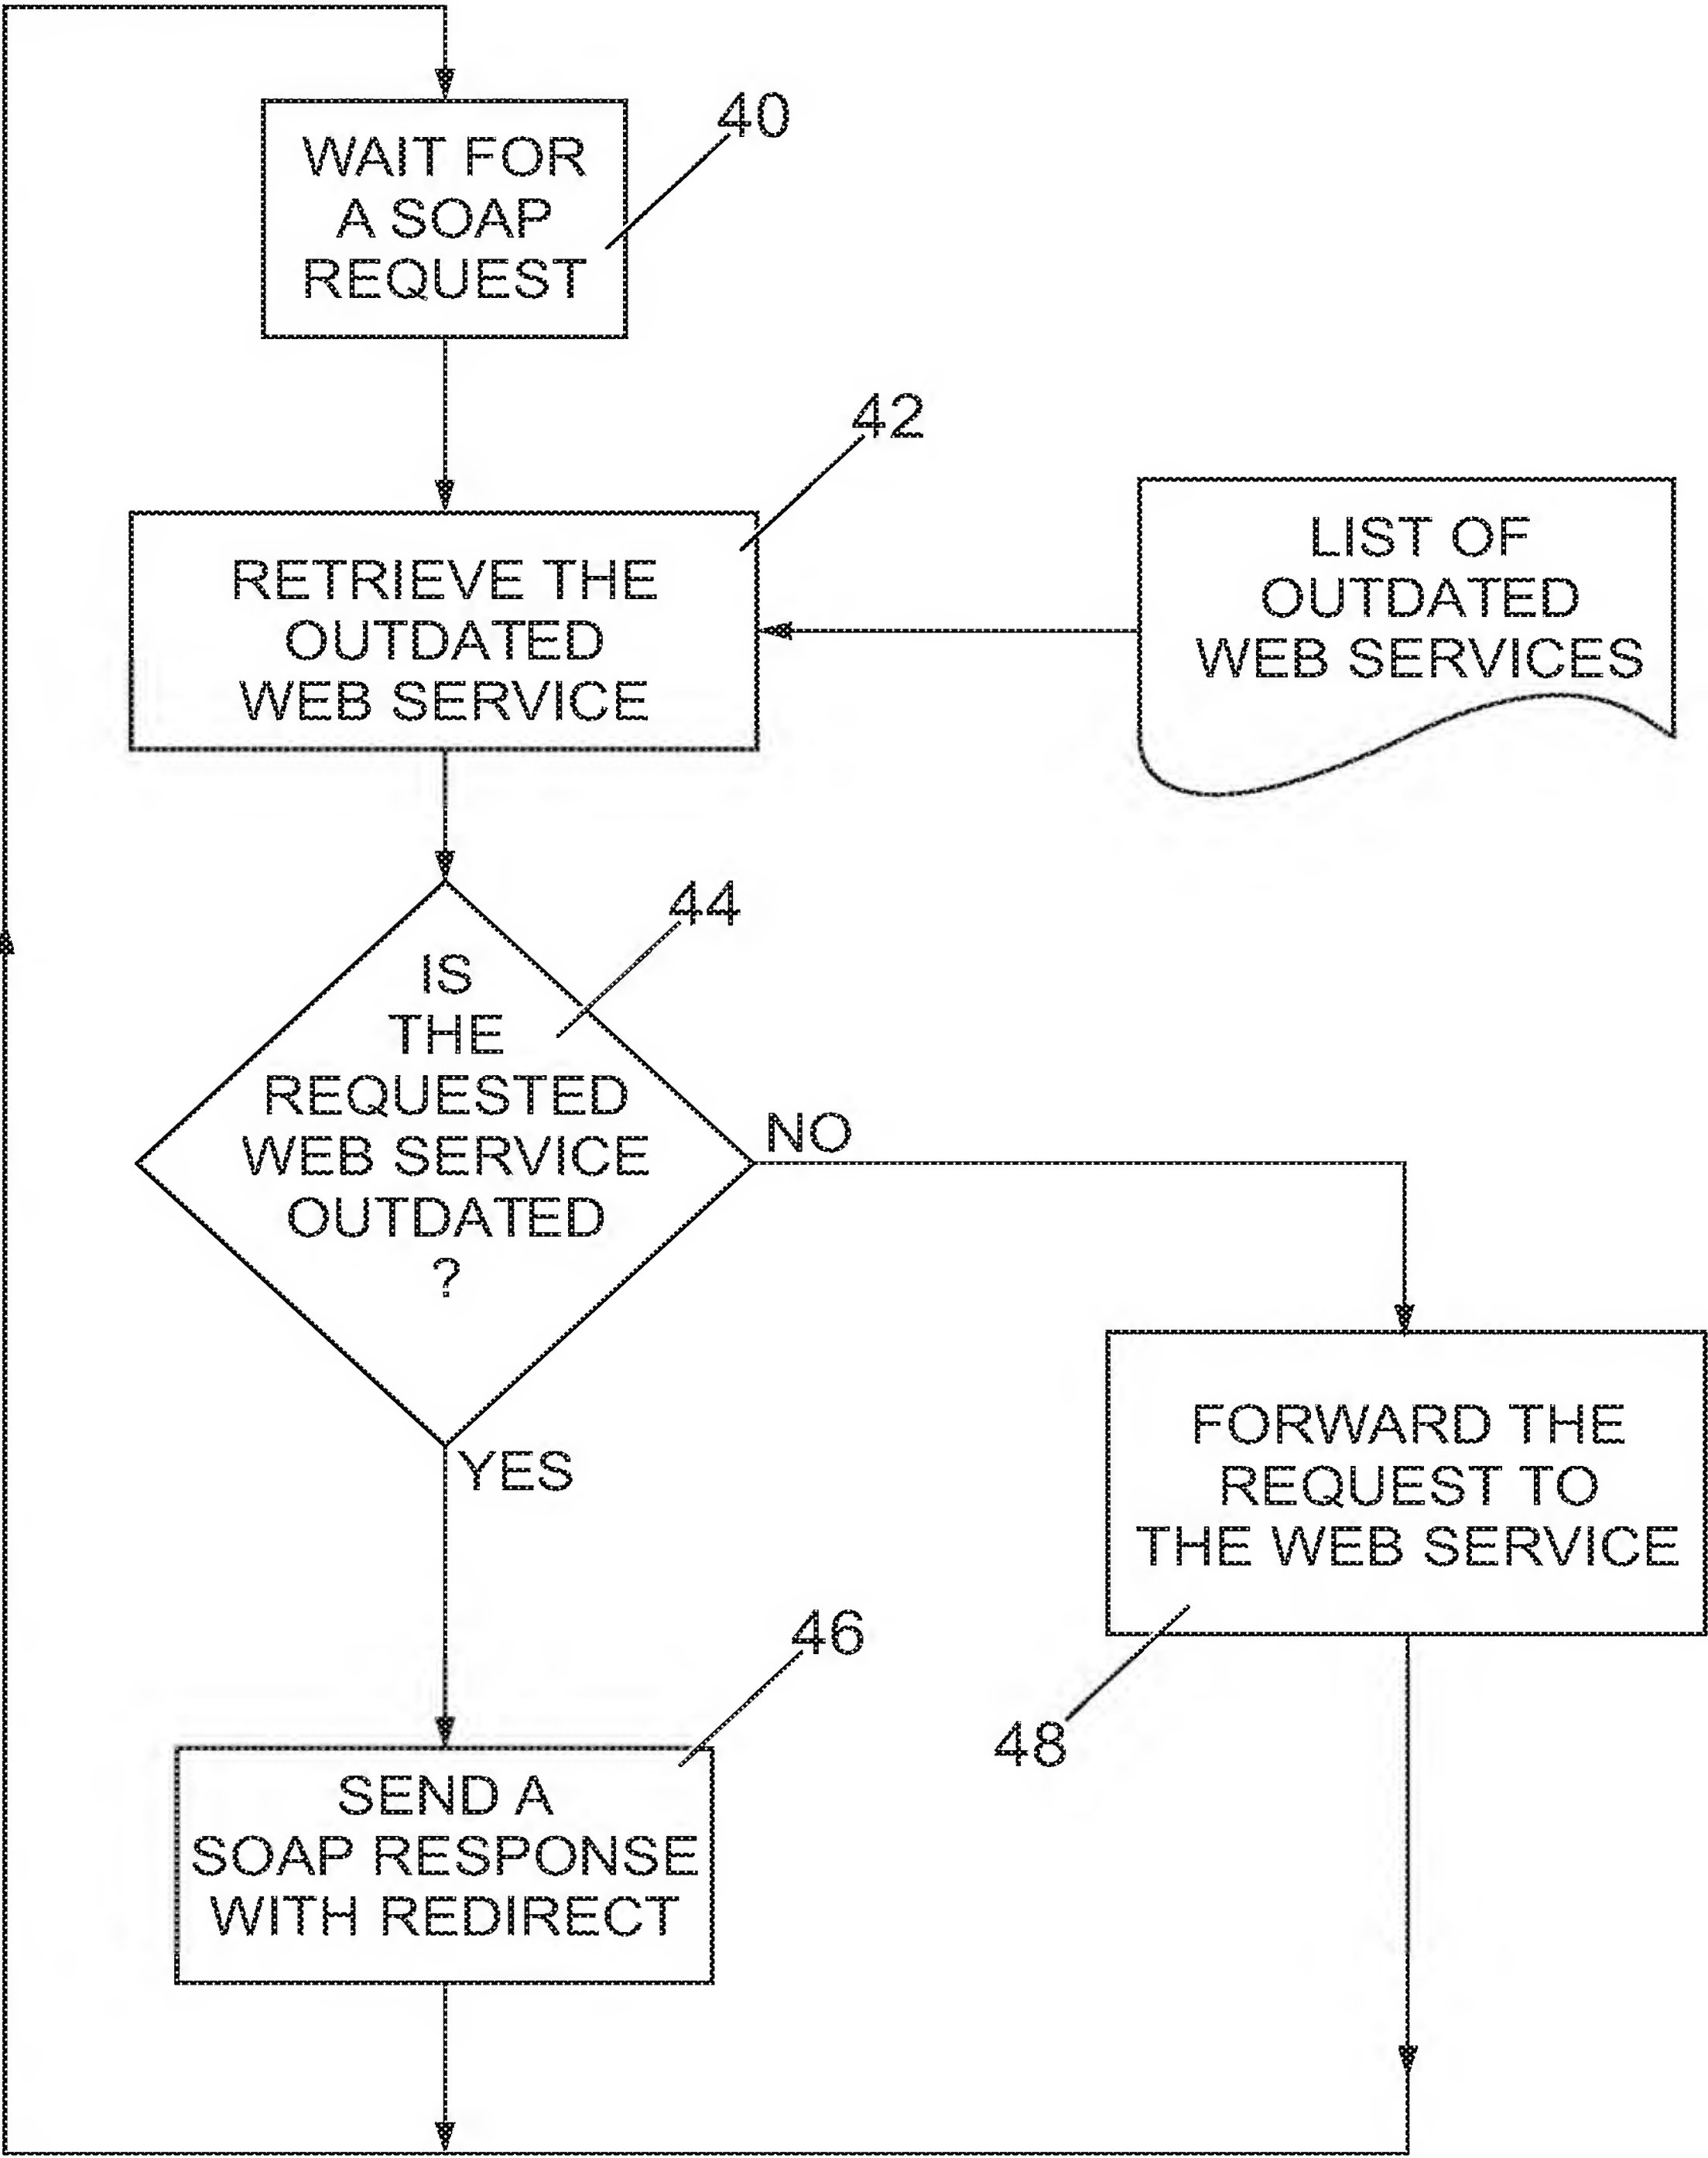 40
WAIT FOR
A SOAP
REQUEST
42
RETRIEVE THE
OUTDATED
WEB SERVICE
LIST OF
OUTDATED
WEB SERVICES
44
IS
THE
REQUESTED
WEB SERVICE
OUTDATED
?
NO
YES
FORWARD THE
REQUEST TO
THE WEB SERVICE
48
46
SEND A
SOAP RESPONSE
WITH REDIRECT